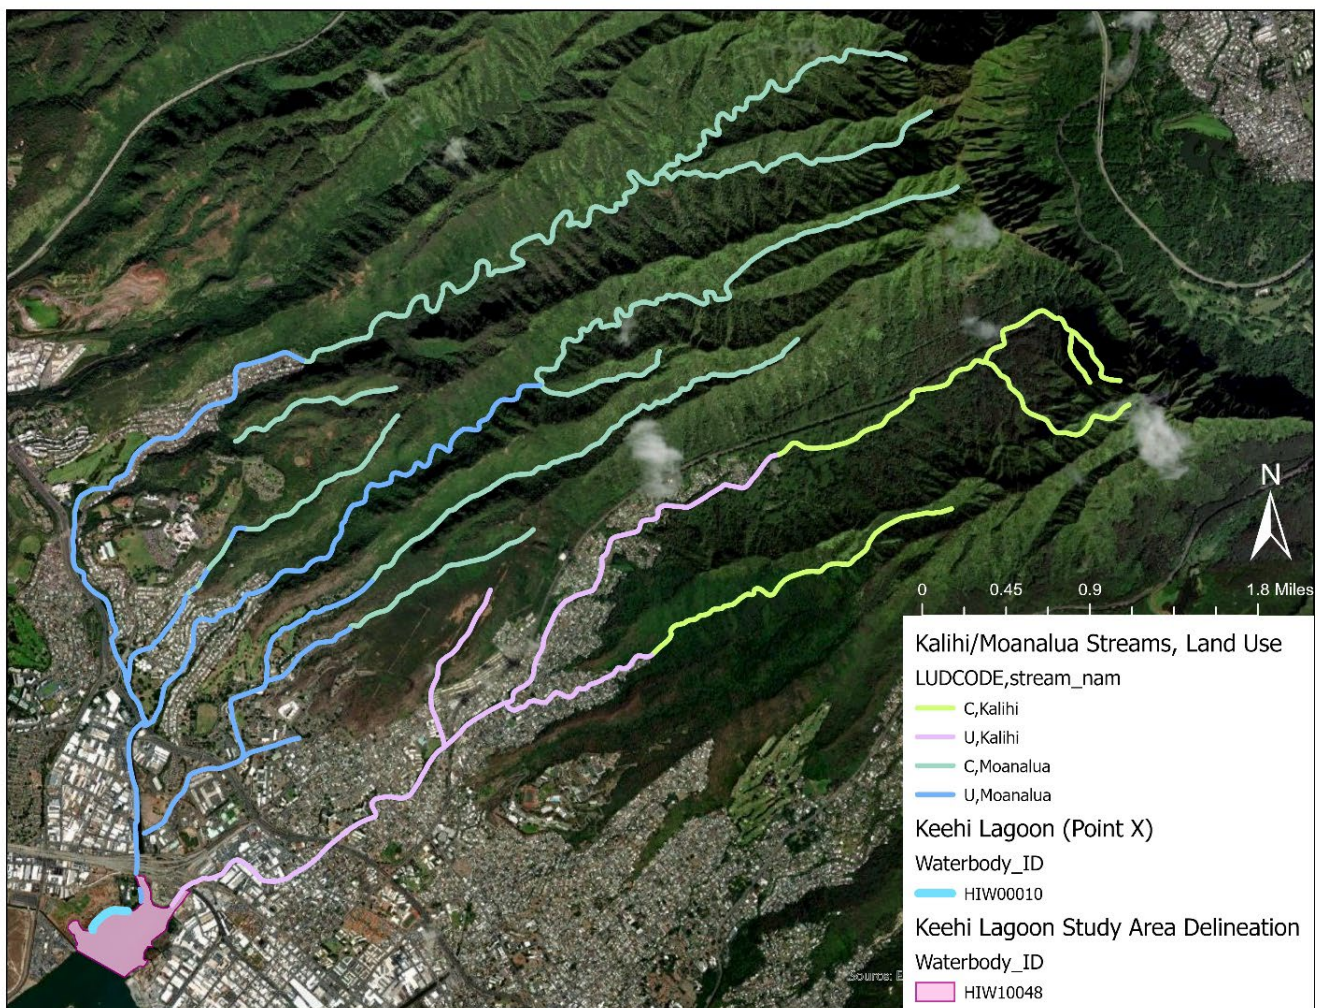 N
0 0.45 0.9 1.8 Miles
Kalihi/Moanalua Streams, Land Use
LUDCODE,stream_nam
C,Kalihi
U,Kalihi
C,Moanalua
U,Moanalua
Keehi Lagoon (Point X)
Waterbody_ID
HIW00010
Keehi Lagoon Study Area Delineation
Waterbody_ID
HIW10048
Source: E